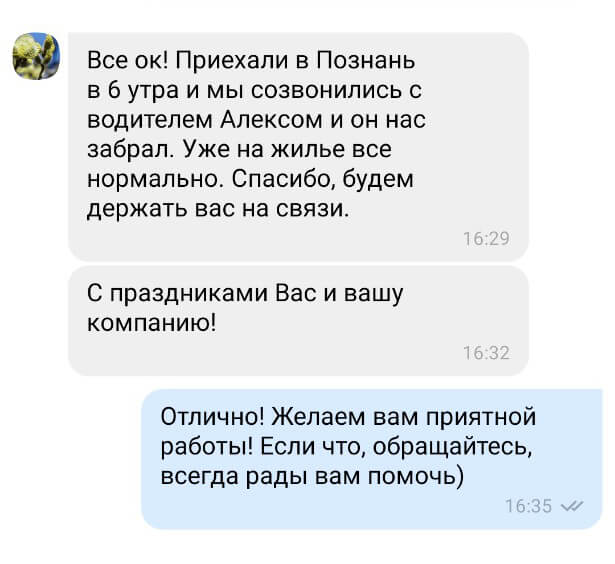 Все ок! Приехали в Познань
в 6 утра и мы созвонились с
водителем Алексом и он нас
забрал. Уже на жилье все
нормально. Спасибо, будем
держать вас на связи.
16:29
С праздниками Вас и вашу
компанию!
16:32
Отлично! Желаем вам приятной
работы! Если что, обращайтесь,
всегда рады вам помочь)
16:35